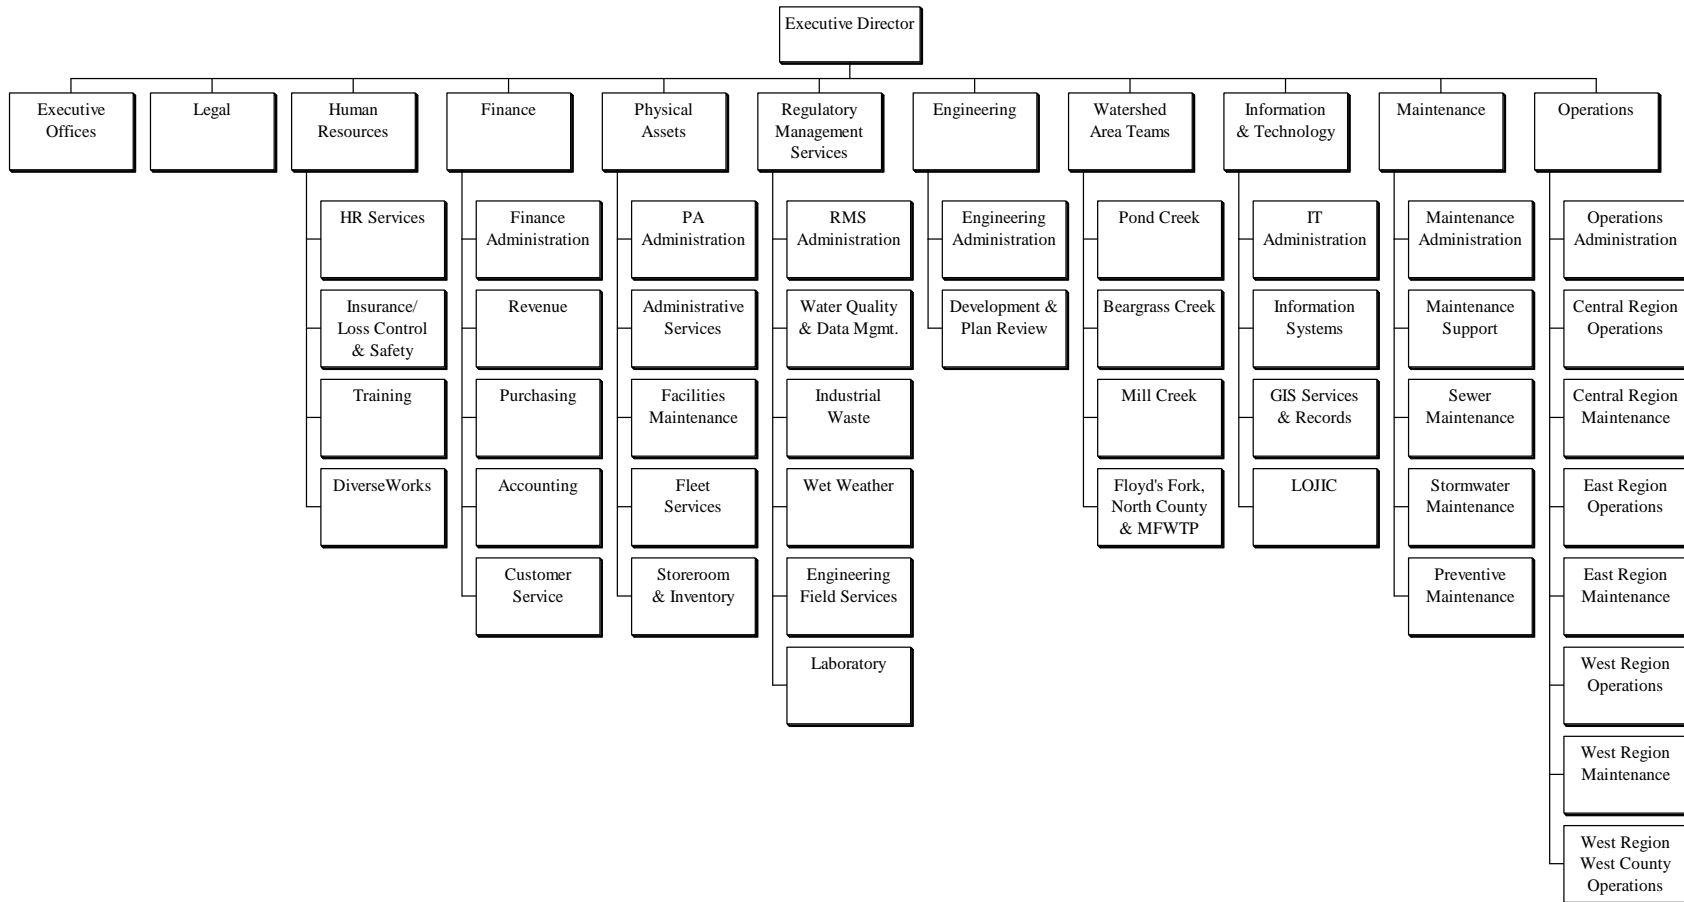 Executive Director
Executive
Offices
Legal
Human
Resources
Finance
Physical
Assets
Regulatory
Management
Services
Engineering
Watershed
Area Teams
Information
& Technology
Maintenance
Operations
HR Services
Insurance/
Loss Control
& Safety
Training
DiverseWorks
Finance
Administration
Revenue
Purchasing
Accounting
Customer
Service
PA
Administration
Administrative
Services
Facilities
Maintenance
Fleet
Services
Storeroom
& Inventory
RMS
Administration
Water Quality
& Data Mgmt.
Industrial
Waste
Wet Weather
Engineering
Field Services
Laboratory
Engineering
Administration
Development &
Plan Review
Pond Creek
Beargrass Creek
Mill Creek
Floyd's Fork,
North County
& MFWTP
IT
Administration
Information
Systems
GIS Services
& Records
LOJIC
Maintenance
Administration
Maintenance
Support
Sewer
Maintenance
Stormwater
Maintenance
Preventive
Maintenance
Operations
Administration
Central Region
Operations
Central Region
Maintenance
East Region
Operations
East Region
Maintenance
West Region
Operations
West Region
Maintenance
West Region
West County
Operations